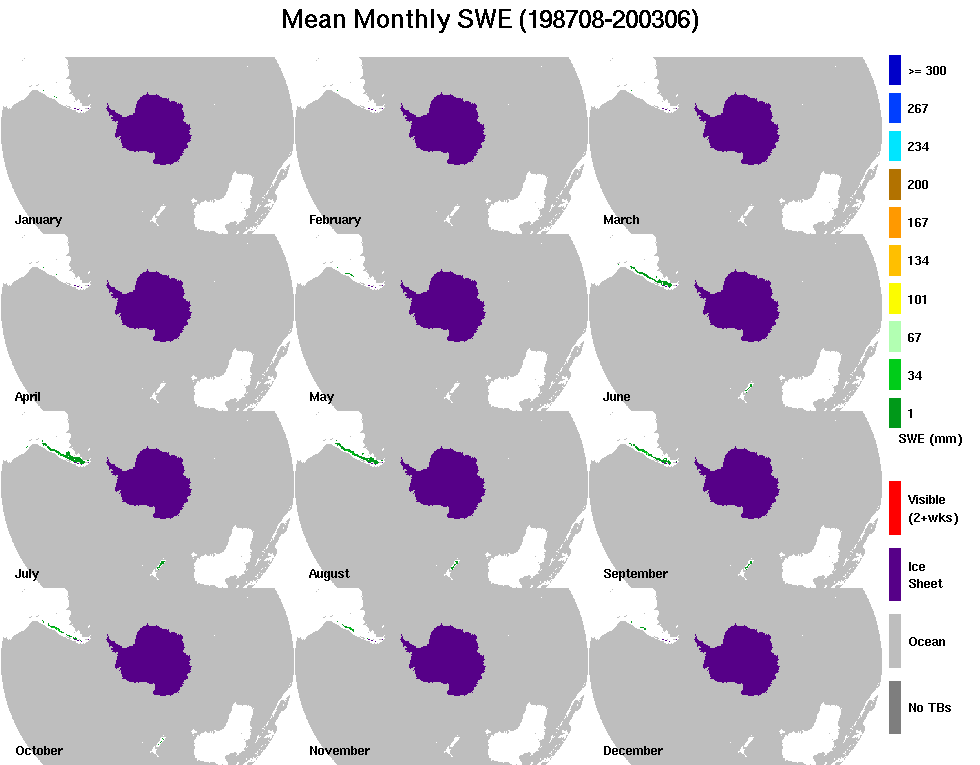 Mean Monthly SWE (198708-200306)
January
February
March
April
May
June
July
August
September
October
November
December
>= 300
267
234
200
167
134
101
67
34
1
SWE (mm)
Visible
(2+wks)
Ice
Sheet
Ocean
No TBs